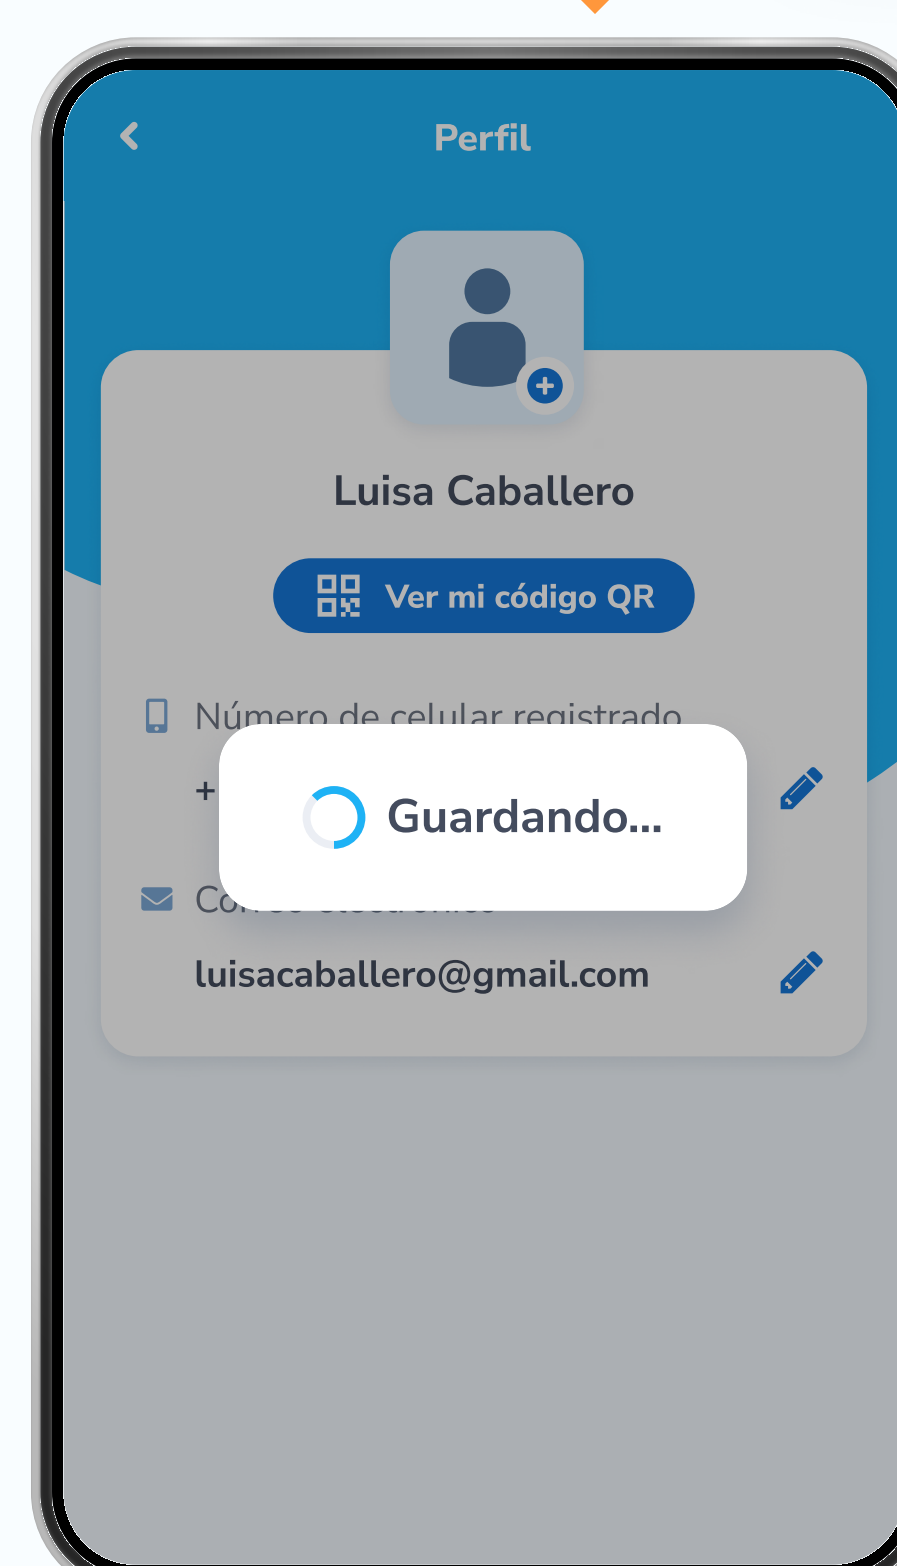 Perfil
Luisa Caballero
Ver mi código QR
Número de celular registrado
+
Guardando...
luisacaballero@gmail.com